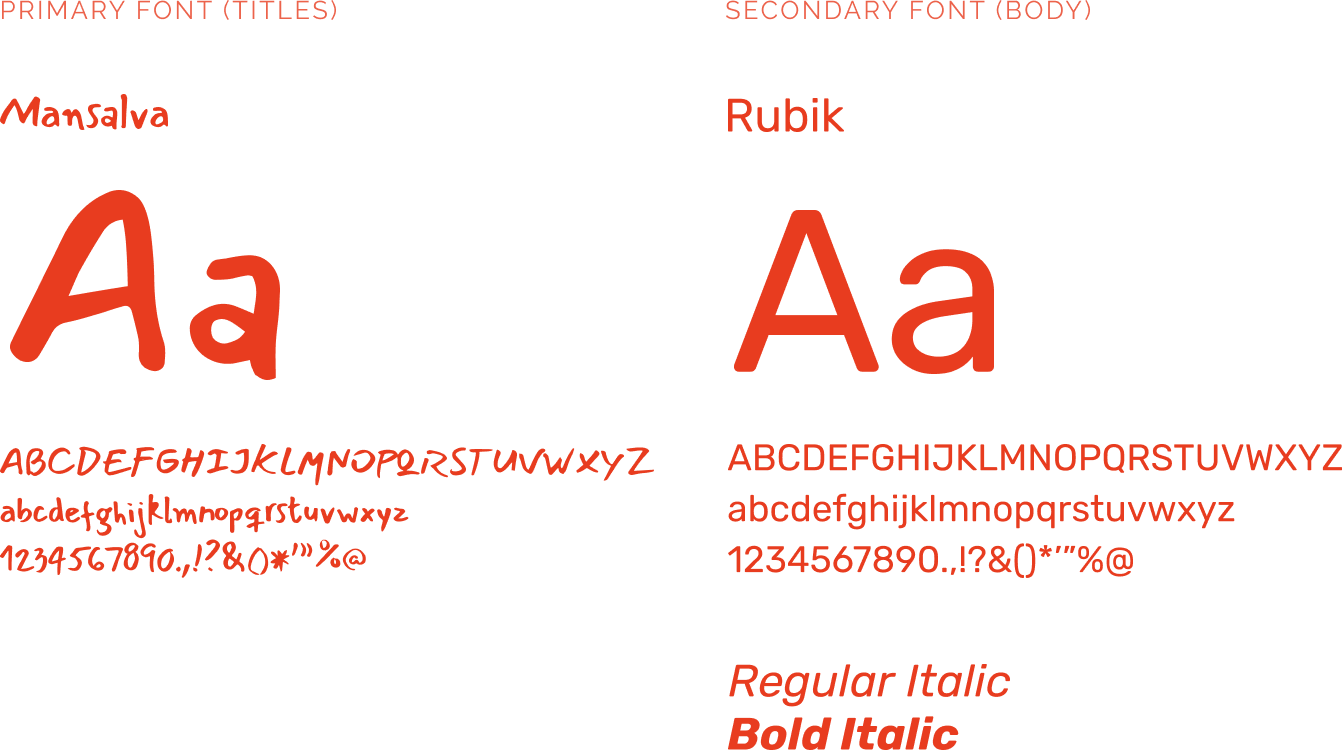 PRIMARY FONT (TITLES)
Mansalva
Aa
ABCDEFGHIJKLMNOPQRSTUVWXYZ
abcdefghijklmnopqrstuvwxyz
1234567890.,!?&()*’”%@
SECONDARY FONT (BODY)
Rubik
Aa
ABCDEFGHIJKLMNOPQRSTUVWXYZ
abcdefghijklmnopqrstuvwxyz
1234567890.,!?&()*’”%@
Regular Italic
Bold Italic